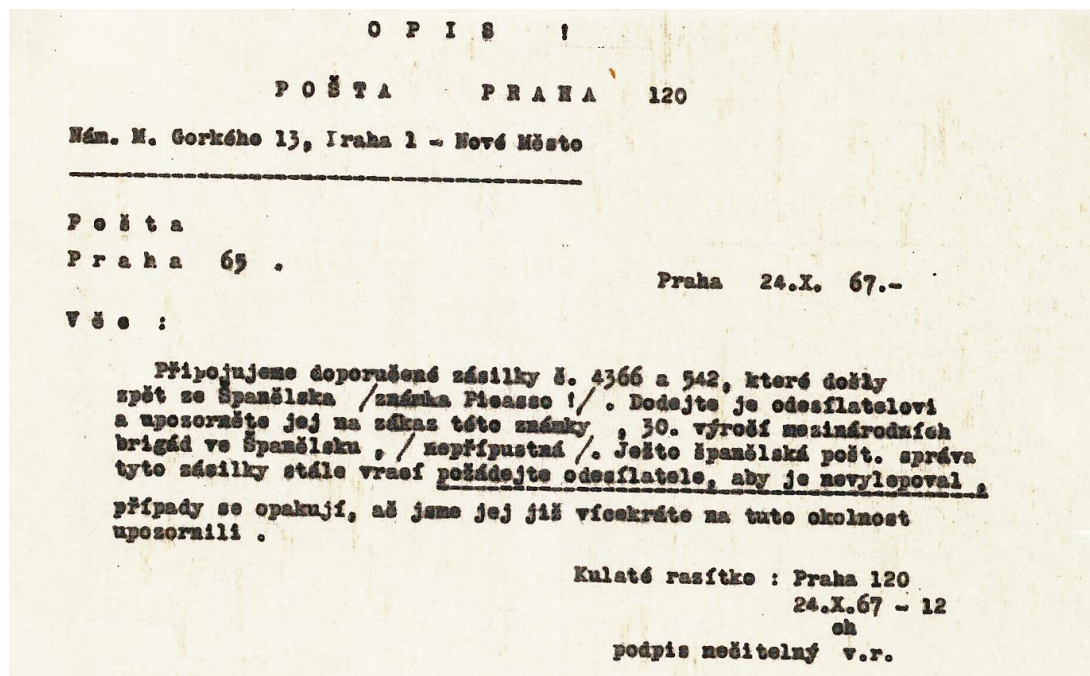 O P I S !
P O Š T A P R A H A 120
Nám. M. Gorkého 13, Praha 1 - Nové Město
P o š t a
P r a h a 65 .
Praha 24.X. 67.-
V ě c :
Připojujeme doporučené zásilky č. 4366 a 542, které došly
zpět ze Španělska /známka Picasso !/ . Dodejte je odesílatelovi
a upozorněte jej na zákaz této známky , 30. výročí mezinárodních
brigád ve Španělsku , / nepřípustná /. Ježto španělská pošt. správa
tyto zásilky stále vrací požádejte odesílatele, aby je nevylepoval ,
případy se opakují, ač jsme jej již vícekráte na tuto okolnost
upozornili .
Kulaté razítko : Praha 120
24.X.67 - 12
ch
podpis nečitelný v.r.